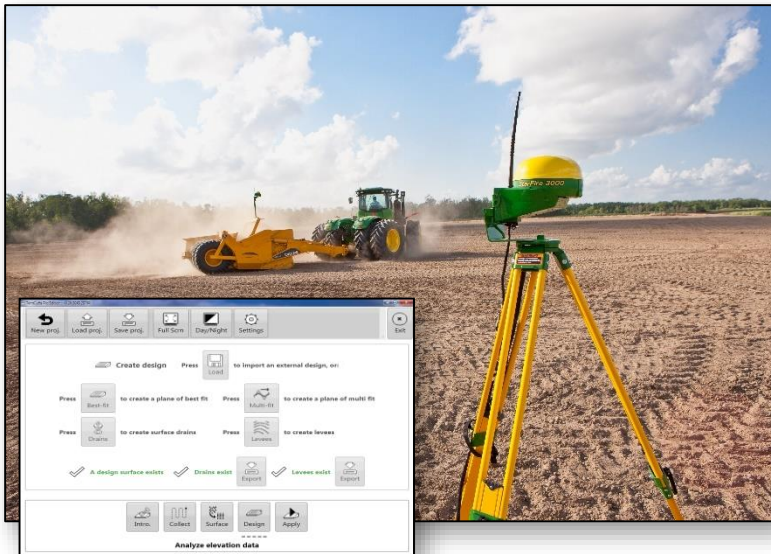 StarFire 3000
New proj. Load proj. Save proj. Full Scrn Day/Night Settings Exit
Create design Press Load to import an external design, or:
Press Best-fit to create a plane of best fit Press Multi-fit to create a plane of multi fit
Press Drains to create surface drains Press Levees to create levees
A design surface exists Drains exist Export Levees exist Export
Intro. Collect Surface Design Apply
Analyze elevation data